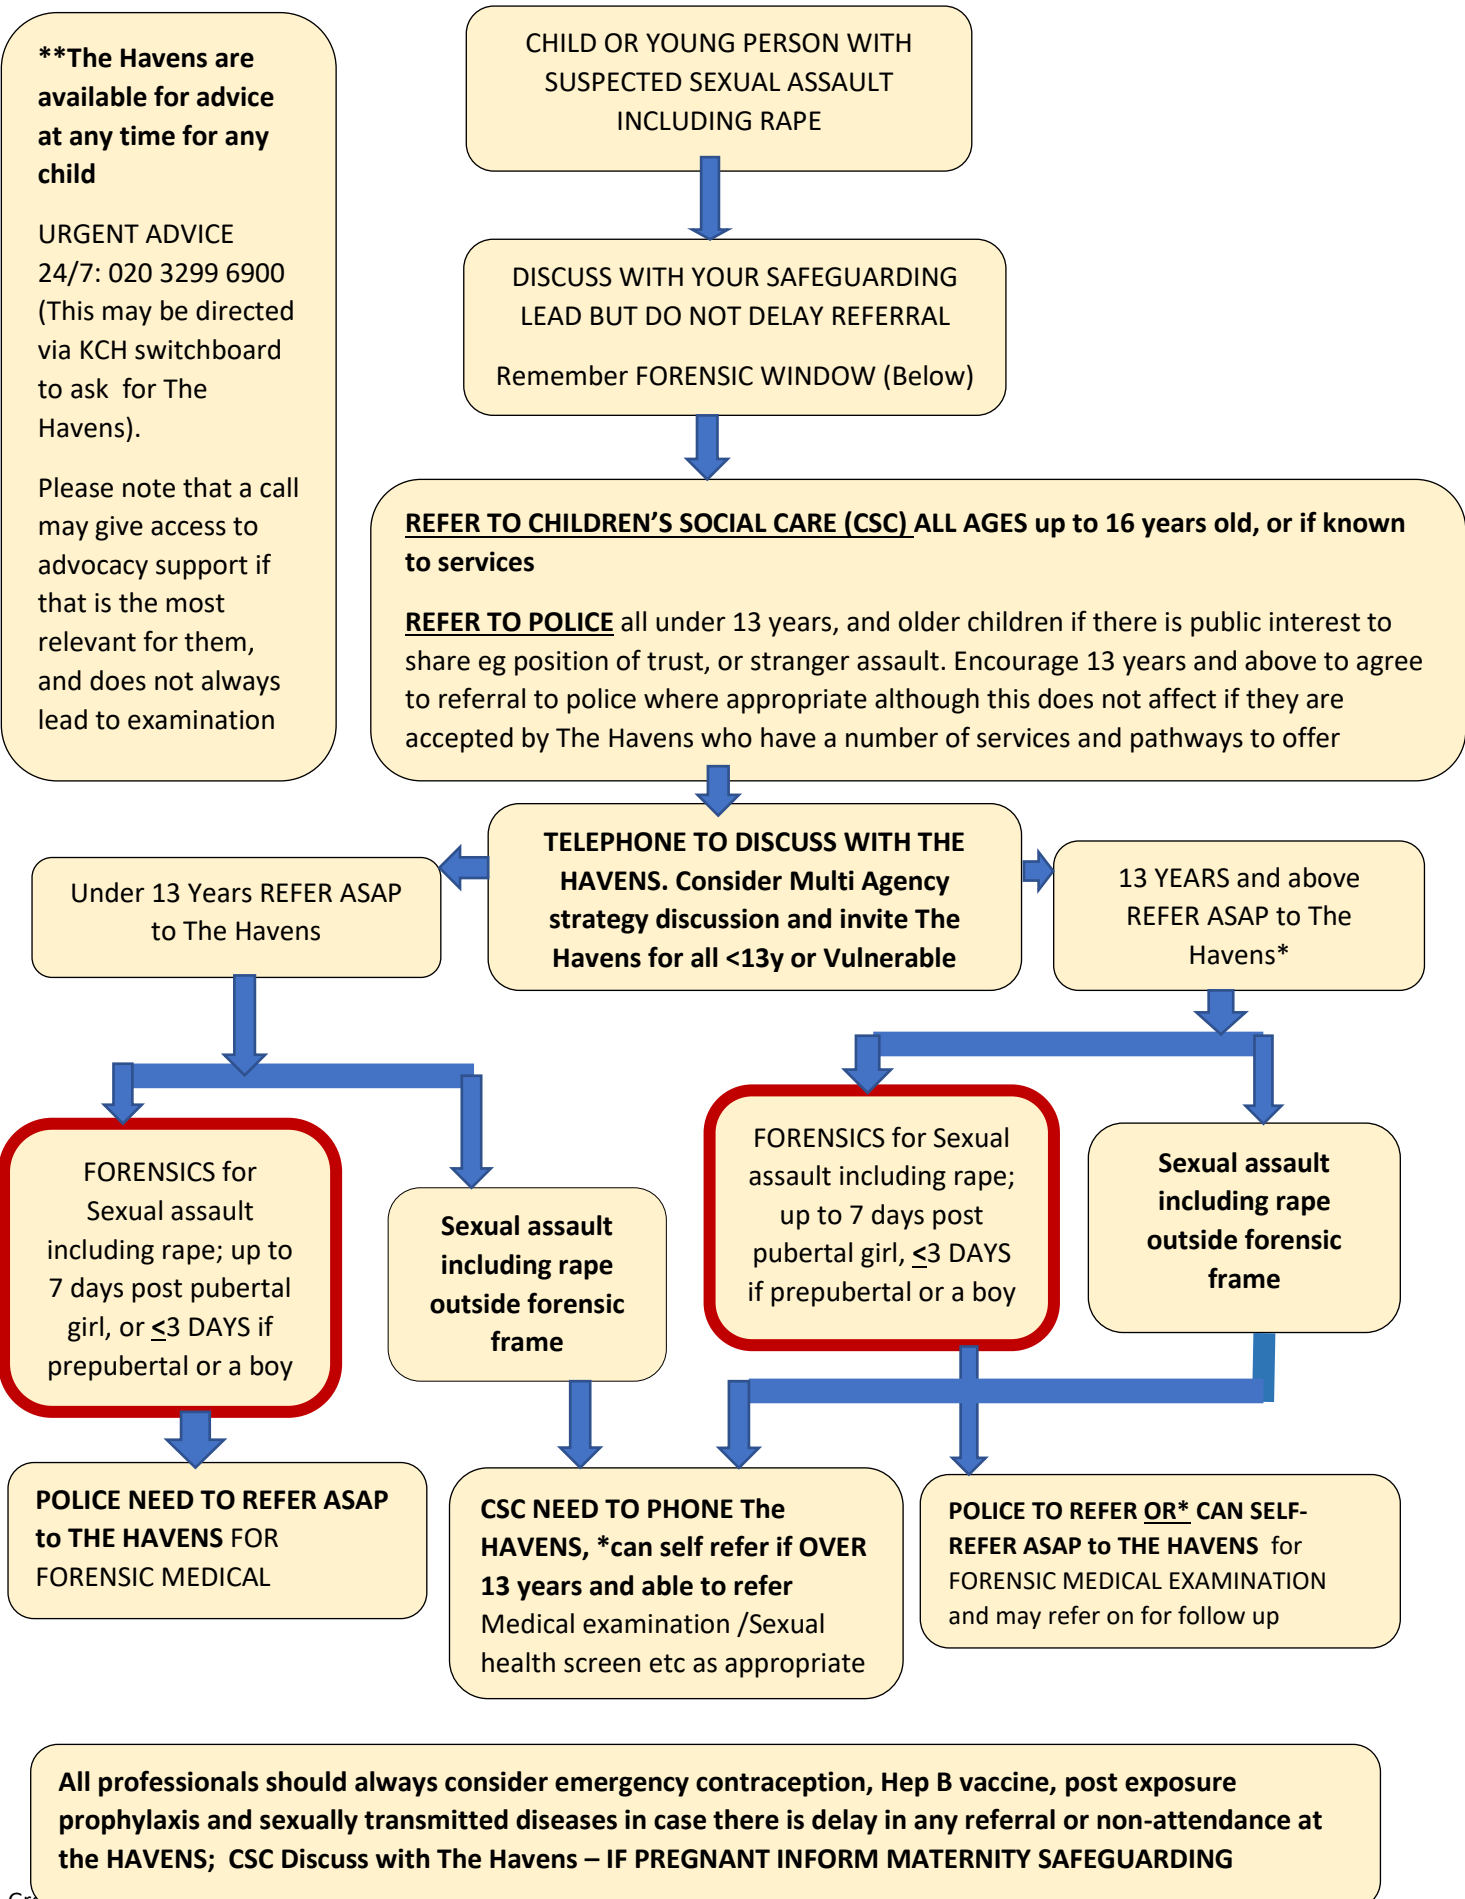 **The Havens are
available for advice
at any time for any
child
URGENT ADVICE
24/7: 020 3299 6900
(This may be directed
via KCH switchboard
to ask for The
Havens).
Please note that a call
may give access to
advocacy support if
that is the most
relevant for them,
and does not always
lead to examination
CHILD OR YOUNG PERSON WITH
SUSPECTED SEXUAL ASSAULT
INCLUDING RAPE
DISCUSS WITH YOUR SAFEGUARDING
LEAD BUT DO NOT DELAY REFERRAL
Remember FORENSIC WINDOW (Below)
REFER TO CHILDREN’S SOCIAL CARE (CSC) ALL AGES up to 16 years old, or if known
to services
REFER TO POLICE all under 13 years, and older children if there is public interest to
share eg position of trust, or stranger assault. Encourage 13 years and above to agree
to referral to police where appropriate although this does not affect if they are
accepted by The Havens who have a number of services and pathways to offer
TELEPHONE TO DISCUSS WITH THE
HAVENS. Consider Multi Agency
strategy discussion and invite The
Havens for all <13y or Vulnerable
Under 13 Years REFER ASAP
to The Havens
13 YEARS and above
REFER ASAP to The
Havens*
FORENSICS for
Sexual assault
including rape; up to
7 days post pubertal
girl, or <3 DAYS if
prepubertal or a boy
Sexual assault
including rape
outside forensic
frame
FORENSICS for Sexual
assault including rape;
up to 7 days post
pubertal girl, <3 DAYS
if prepubertal or a boy
Sexual assault
including rape
outside forensic
frame
POLICE NEED TO REFER ASAP
to THE HAVENS FOR
FORENSIC MEDICAL
CSC NEED TO PHONE The
HAVENS, *can self refer if OVER
13 years and able to refer
Medical examination /Sexual
health screen etc as appropriate
POLICE TO REFER OR* CAN SELF-
REFER ASAP to THE HAVENS for
FORENSIC MEDICAL EXAMINATION
and may refer on for follow up
All professionals should always consider emergency contraception, Hep B vaccine, post exposure
prophylaxis and sexually transmitted diseases in case there is delay in any referral or non-attendance at
the HAVENS; CSC Discuss with The Havens – IF PREGNANT INFORM MATERNITY SAFEGUARDING